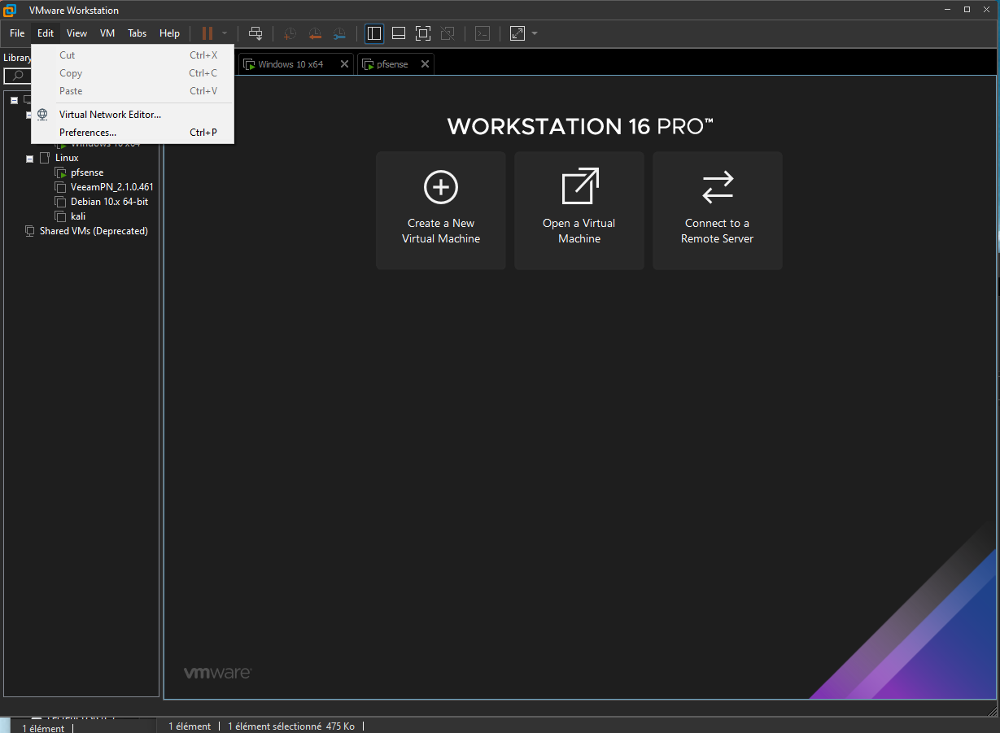 VMware Workstation
File Edit View VM Tabs Help
Library
Cut Ctrl+X
Copy Ctrl+C
Paste Ctrl+V
Virtual Network Editor...
Preferences... Ctrl+P
Windows 10 x64
pfsense
Windows 10 x64
Linux
pfsense
VeeamPN_2.1.0.461
Debian 10.x 64-bit
kali
Shared VMs (Deprecated)
WORKSTATION 16 PRO™
Create a New
Virtual Machine
Open a Virtual
Machine
Connect to a
Remote Server
vmware®
1 élément
1 élément 1 élément sélectionné 475 Ko